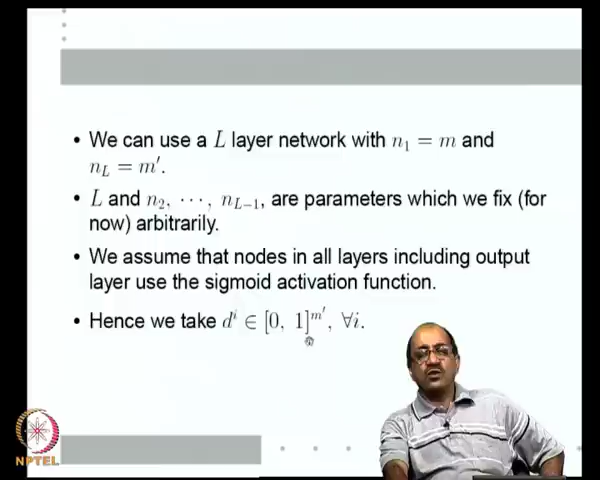 • We can use a L layer network with n₁ = m and
n_L = m′.
• L and n₂, ⋯, n_{L−1}, are parameters which we fix (for
now) arbitrarily.
• We assume that nodes in all layers including output
layer use the sigmoid activation function.
• Hence we take dⁱ ∈ [0, 1]^{m′}, ∀i.
NPTEL